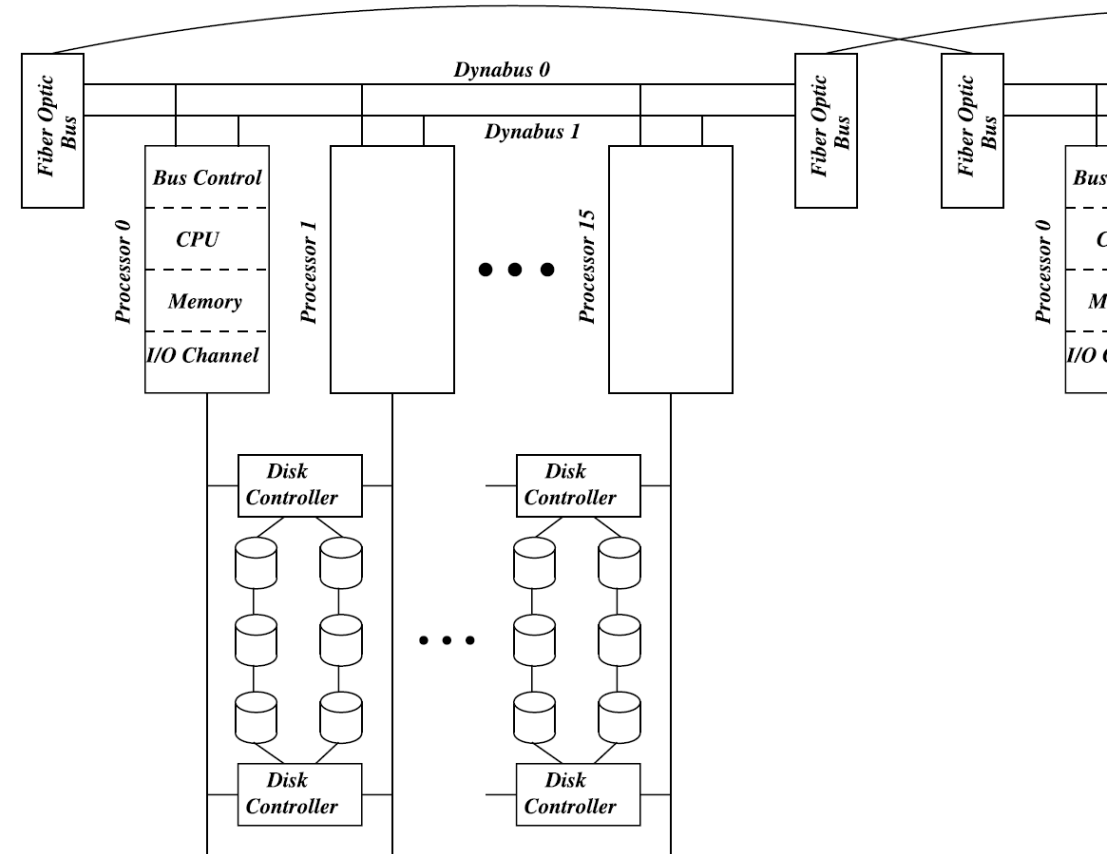 Dynabus 0
Dynabus 1
Fiber Optic
Bus
Fiber Optic
Bus
Fiber Optic
Bus
Processor 0
Bus Control
CPU
Memory
I/O Channel
Processor 1
Processor 15
Processor 0
Bus
C
M
I/O C
Disk
Controller
Disk
Controller
Disk
Controller
Disk
Controller